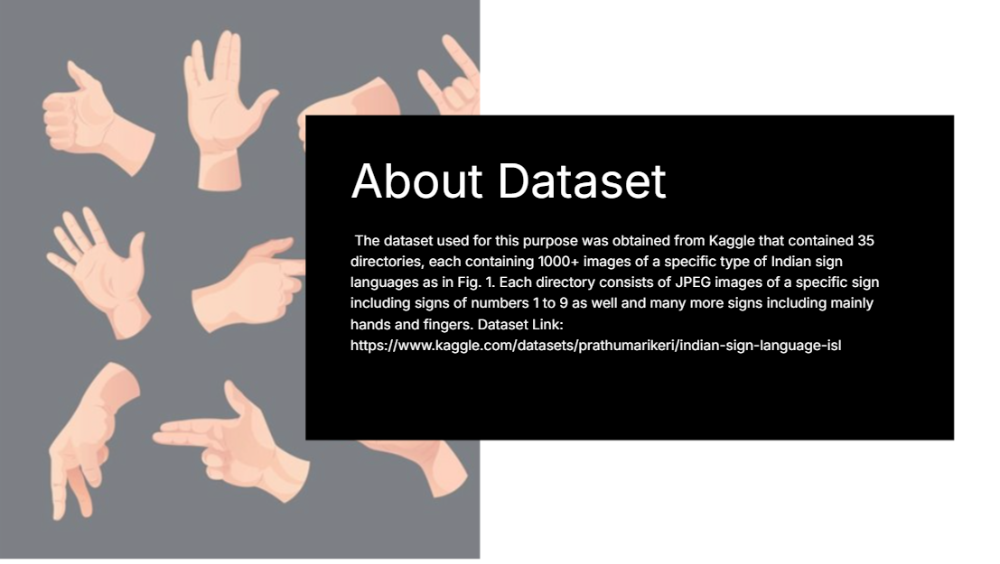 About Dataset
The dataset used for this purpose was obtained from Kaggle that contained 35
directories, each containing 1000+ images of a specific type of Indian sign
languages as in Fig. 1. Each directory consists of JPEG images of a specific sign
including signs of numbers 1 to 9 as well and many more signs including mainly
hands and fingers. Dataset Link:
https://www.kaggle.com/datasets/prathumarikeri/indian-sign-language-isl